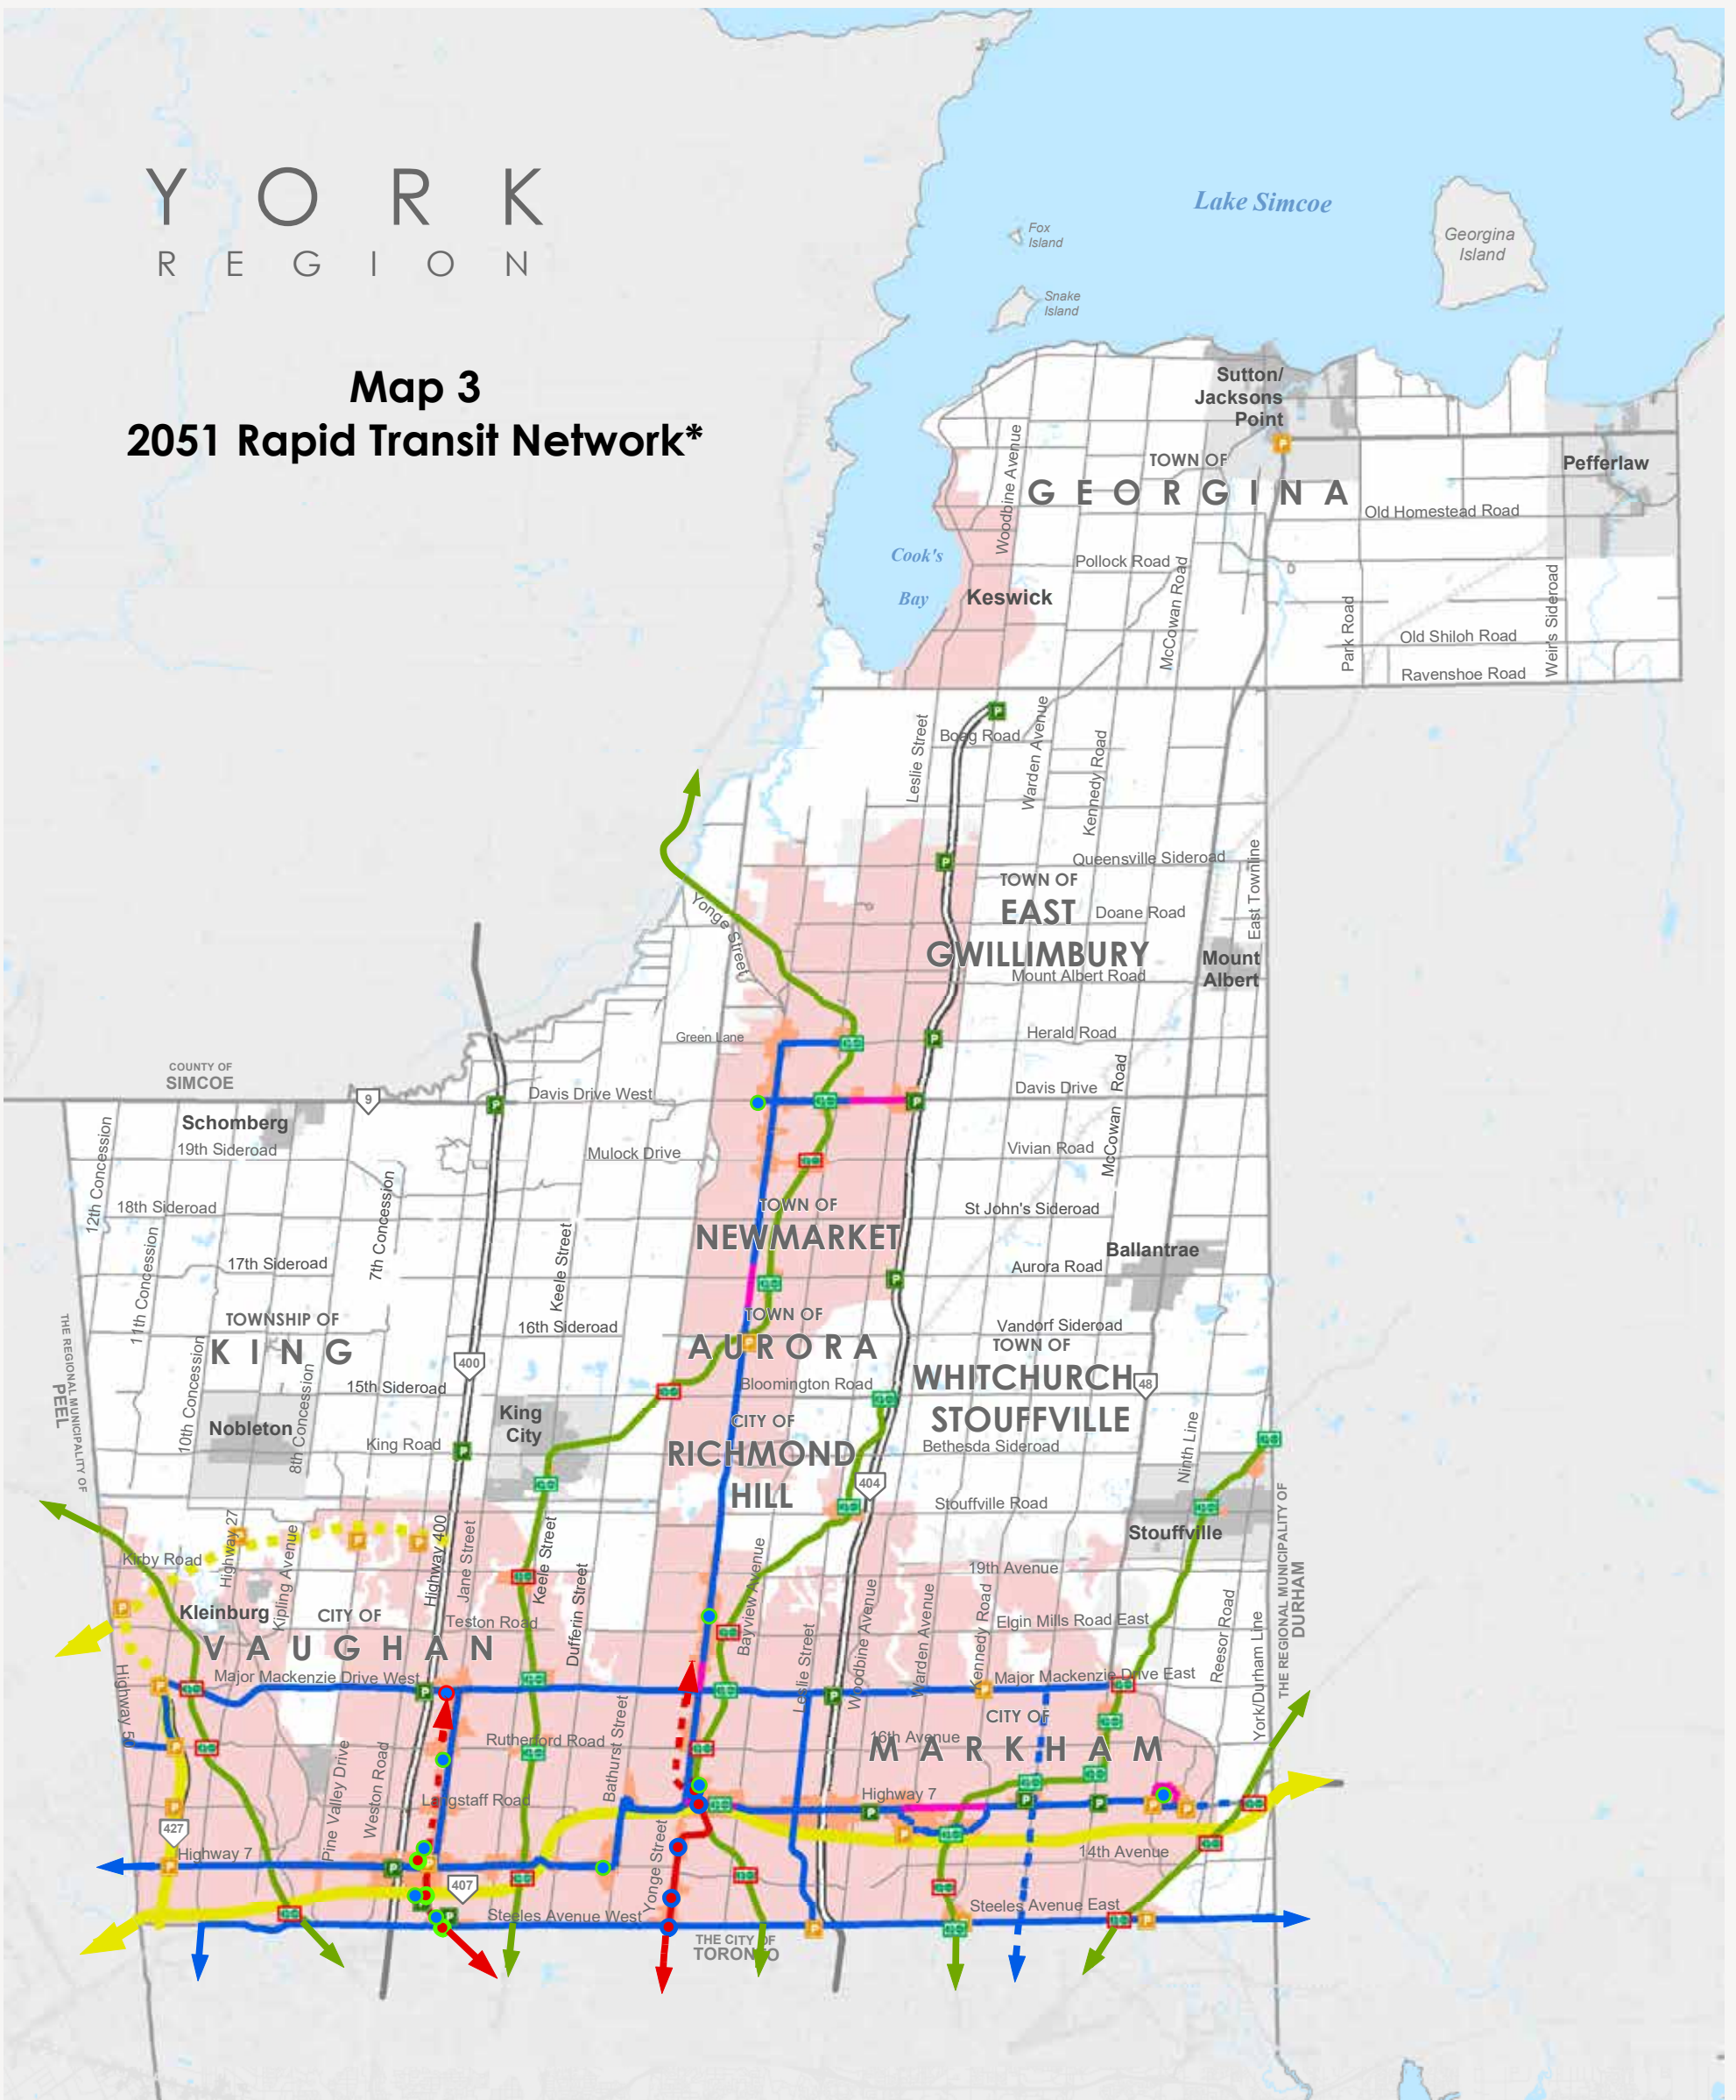 YORK
REGION
Map 3
2051 Rapid Transit Network*
Lake Simcoe
Fox
Island
Snake
Island
Georgina
Island
Sutton/
Jacksons
Point
Pefferlaw
TOWN OF
GEORGINA
Woodbine Avenue
Old Homestead Road
Cook's
Bay
Pollock Road
Keswick
McCowan Road
Park Road
Weir's Sideroad
Old Shiloh Road
Ravenshoe Road
P
Boag Road
Leslie Street
Warden Avenue
Kennedy Road
Queensville Sideroad
TOWN OF
EAST
GWILLIMBURY
Doane Road
East Townline
Yonge Street
Mount Albert Road
Mount
Albert
Green Lane
Herald Road
COUNTY OF
SIMCOE
9
Davis Drive West
Davis Drive
McCowan Road
Schomberg
19th Sideroad
Mulock Drive
Vivian Road
12th Concession
18th Sideroad
7th Concession
TOWN OF
NEWMARKET
St John's Sideroad
11th Concession
17th Sideroad
Keele Street
Ballantrae
Aurora Road
THE REGIONAL MUNICIPALITY OF
PEEL
TOWNSHIP OF
KING
16th Sideroad
TOWN OF
AURORA
Vandorf Sideroad
TOWN OF
WHITCHURCH
STOUFFVILLE
10th Concession
8th Concession
400
15th Sideroad
Bloomington Road
48
Nobleton
King
City
King Road
CITY OF
RICHMOND
HILL
Bethesda Sideroad
Ninth Line
404
Stouffville Road
Stouffville
Kirby Road
Highway 27
Kipling Avenue
Highway 400
Jane Street
Keele Street
Dufferin Street
Bayview Avenue
19th Avenue
THE REGIONAL MUNICIPALITY OF
DURHAM
Kleinburg
CITY OF
VAUGHAN
Teston Road
Elgin Mills Road East
Leslie Street
Woodbine Avenue
Warden Avenue
Kennedy Road
Reesor Road
York/Durham Line
Highway 50
Major Mackenzie Drive West
Major Mackenzie Drive East
CITY OF
MARKHAM
16th Avenue
Rutherford Road
Bathurst Street
Pine Valley Drive
Weston Road
Langstaff Road
Highway 7
427
Highway 7
Yonge Street
14th Avenue
407
Steeles Avenue West
Steeles Avenue East
THE CITY OF
TORONTO